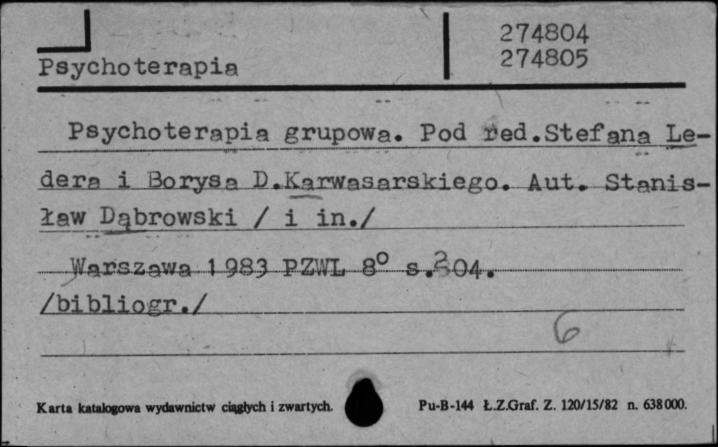 274804
Psychoterapia 274805
Psychoterapia grupowa. Pod red.Stefana Le-
dera i Borysa D.Karwasarskiego. Aut. Stanis-
ław Dąbrowski / i in./
Warszawa 1983 PZWL 8° s.304.
/bibliogr./
6
Karta katalogowa wydawnictw ciągłych i zwartych. Pu-B-144 Ł.Z.Graf. Z. 120/15/82 n. 638000.